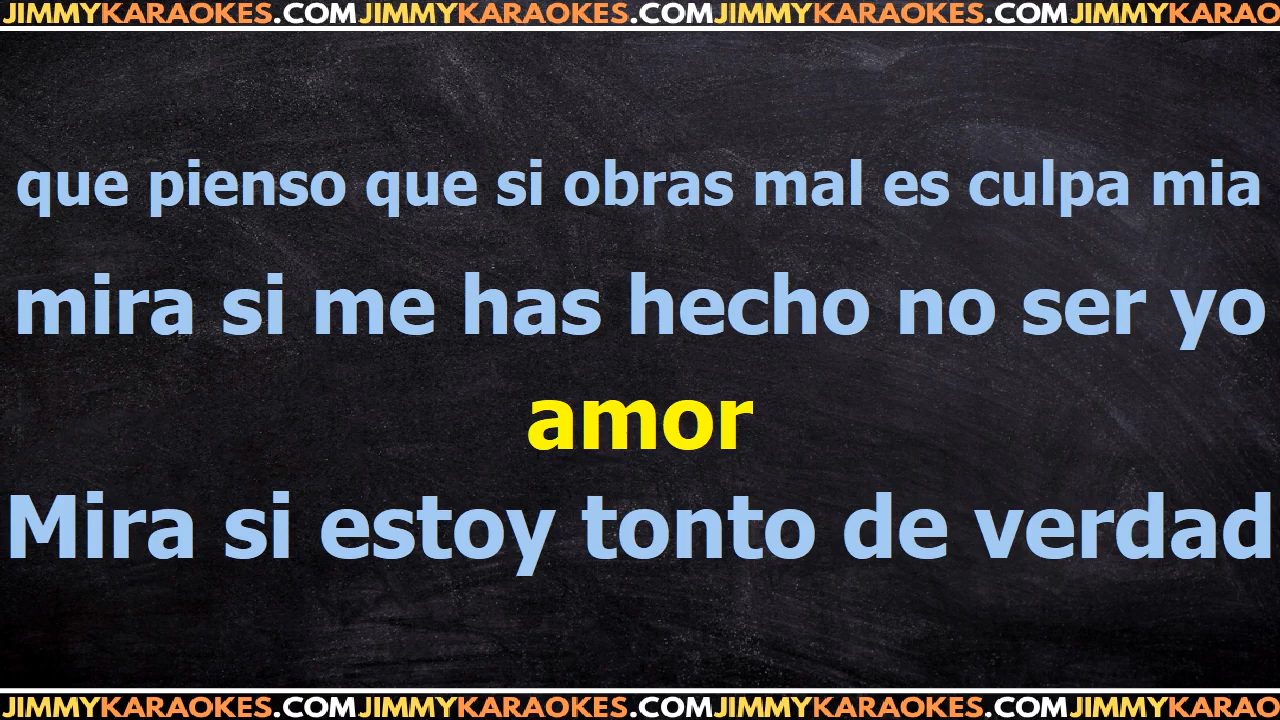 JIMMYKARAOKES.COMJIMMYKARAOKES.COMJIMMYKARAOKES.COMJIMMYKARAO
que pienso que si obras mal es culpa mia
mira si me has hecho no ser yo
amor
Mira si estoy tonto de verdad
JIMMYKARAOKES.COMJIMMYKARAOKES.COMJIMMYKARAOKES.COMJIMMYKARAO